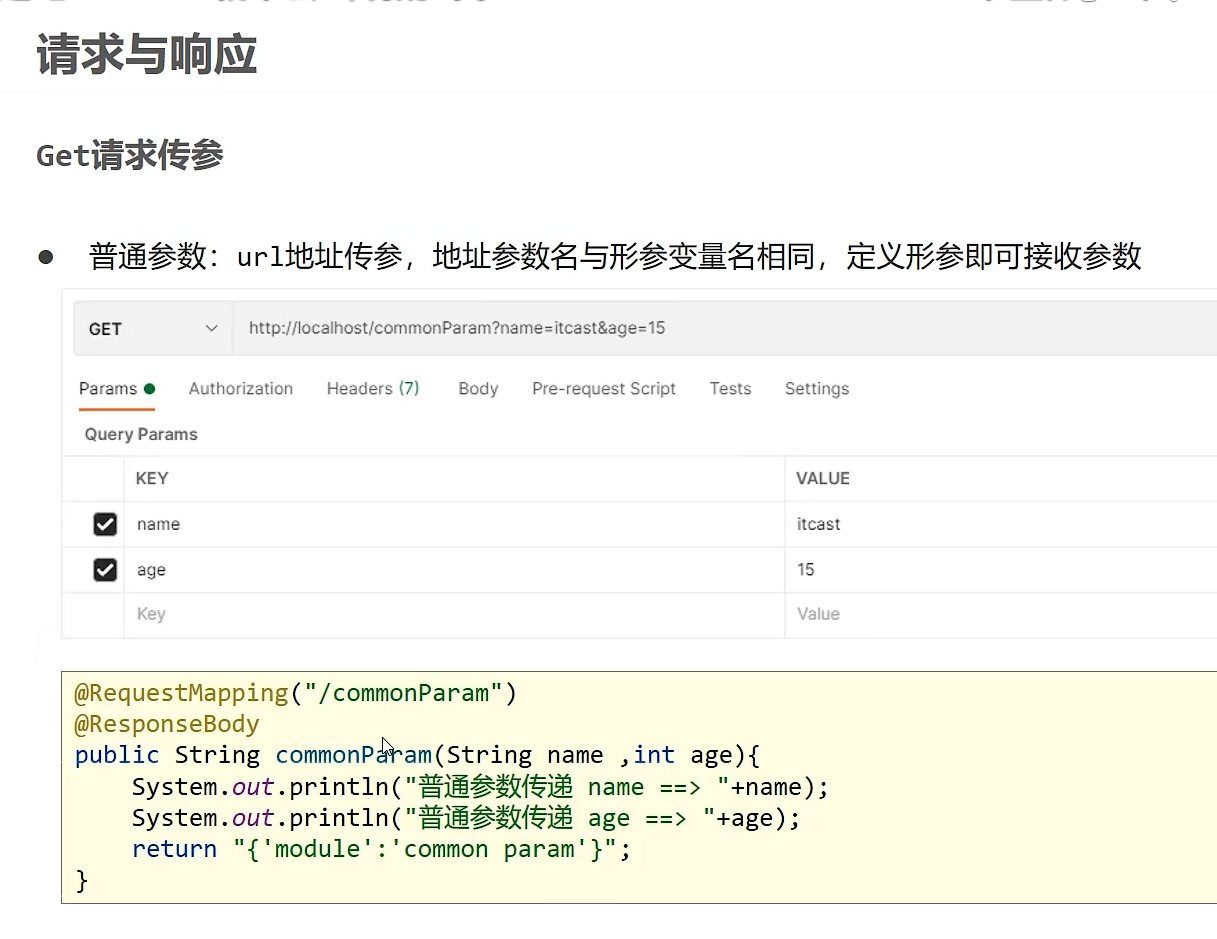 请求与响应
Get请求传参
● 普通参数：url地址传参，地址参数名与形参变量名相同，定义形参即可接收参数
GET http://localhost/commonParam?name=itcast&age=15
Params Authorization Headers (7) Body Pre-request Script Tests Settings
Query Params
KEY VALUE
name itcast
age 15
Key Value
@RequestMapping("/commonParam")
@ResponseBody
public String commonParam(String name ,int age){
    System.out.println("普通参数传递 name ==> "+name);
    System.out.println("普通参数传递 age ==> "+age);
    return "{'module':'common param'}";
}